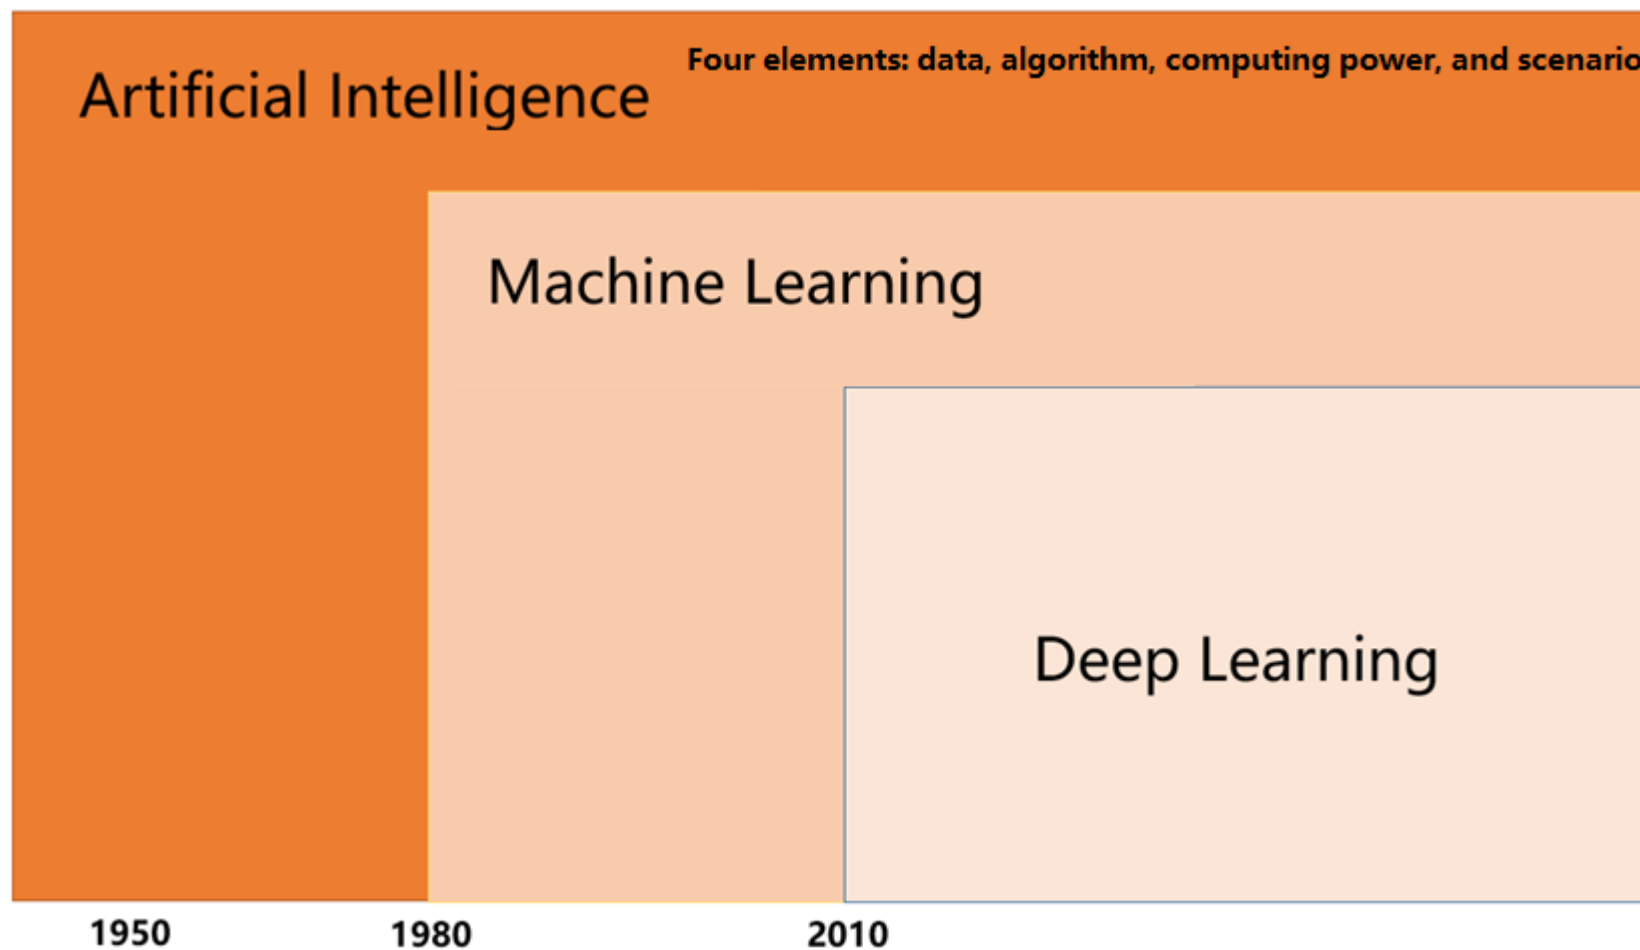 Four elements: data, algorithm, computing power, and scenario
Artificial Intelligence
Machine Learning
Deep Learning
1950
1980
2010